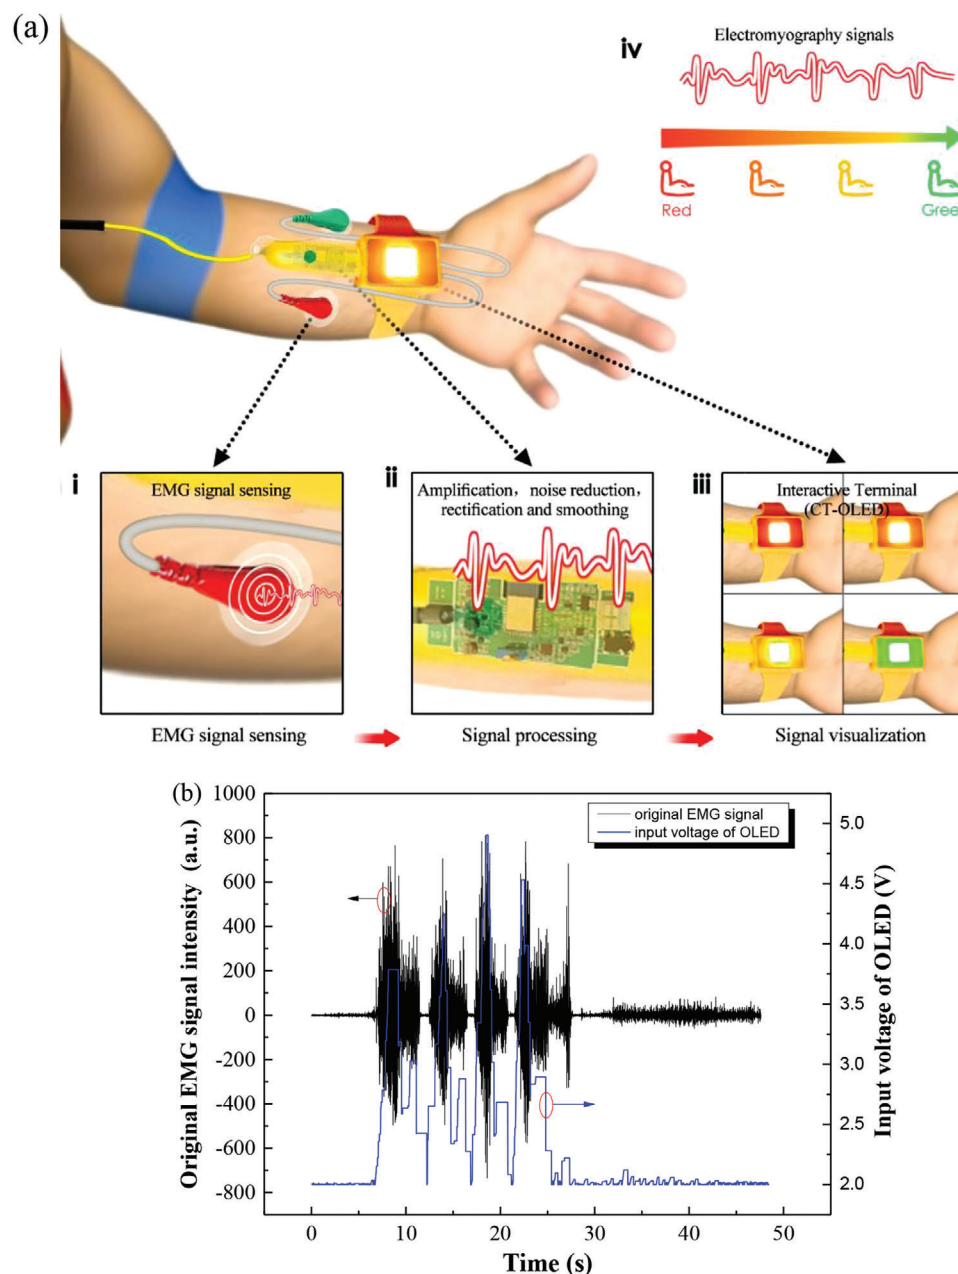 (a)
iv
Electromyography signals
Red
Gree
i
EMG signal sensing
ii
Amplification, noise reduction,
rectification and smoothing
iii
Interactive Terminal
(CT-OLED)
EMG signal sensing
Signal processing
Signal visualization
(b)
original EMG signal
input voltage of OLED
Original EMG signal intensity (a.u.)
1000
800
600
400
200
0
-200
-400
-600
-800
5.0
4.5
4.0
3.5
3.0
2.5
2.0
Input voltage of OLED (V)
0
10
20
30
40
50
Time (s)